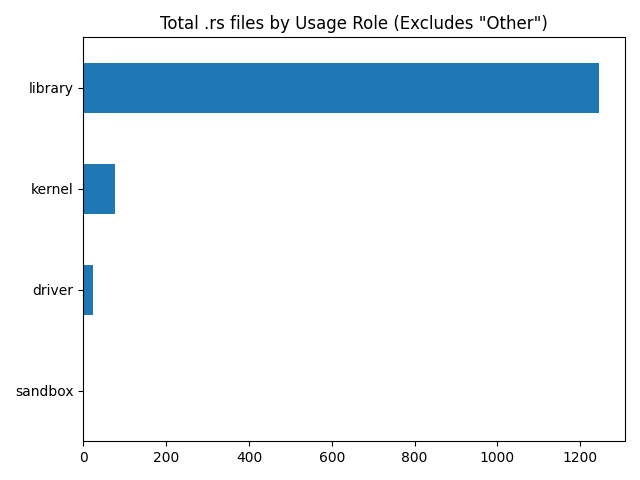 Total .rs files by Usage Role (Excludes "Other")
library
kernel
driver
sandbox
0 200 400 600 800 1000 1200